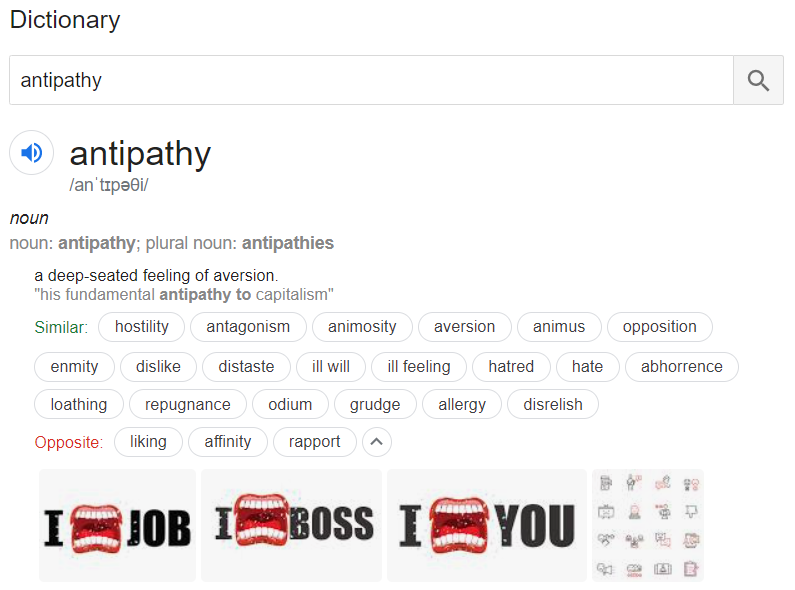 Dictionary
antipathy
antipathy
/anˈtɪpəθi/
noun
noun: antipathy; plural noun: antipathies
a deep-seated feeling of aversion.
"his fundamental antipathy to capitalism"
Similar: hostility antagonism animosity aversion animus opposition
enmity dislike distaste ill will ill feeling hatred hate abhorrence
loathing repugnance odium grudge allergy disrelish
Opposite: liking affinity rapport
I JOB I BOSS I YOU